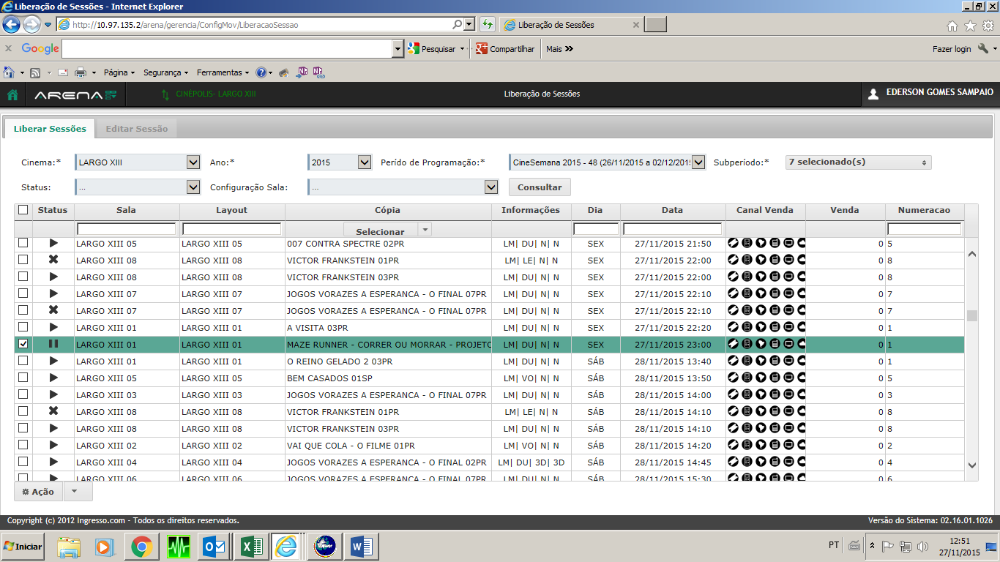 Liberação de Sessões - Internet Explorer
http://10.97.135.2/arena/gerencia/ConfigMov/LiberacaoSessao
Liberação de Sessões
Google Pesquisar Compartilhar Mais Fazer login
Página Segurança Ferramentas
ARENA CINÉPOLIS- LARGO XIII Liberação de Sessões EDERSON GOMES SAMPAIO
Liberar Sessões Editar Sessão
Cinema:* LARGO XIII Ano:* 2015 Perído de Programação:* CineSemana 2015 - 48 (26/11/2015 a 02/12/2015 Subperíodo:* 7 selecionado(s)
Status: ... Configuração Sala: ... Consultar
Status Sala Layout Cópia Informações Dia Data Canal Venda Venda Numeracao
Selecionar
LARGO XIII 05 LARGO XIII 05 007 CONTRA SPECTRE 02PR LM| DU| N| N SEX 27/11/2015 21:50 0 5
LARGO XIII 08 LARGO XIII 08 VICTOR FRANKSTEIN 01PR LM| LE| N| N SEX 27/11/2015 22:00 0 8
LARGO XIII 08 LARGO XIII 08 VICTOR FRANKSTEIN 03PR LM| DU| N| N SEX 27/11/2015 22:00 0 8
LARGO XIII 07 LARGO XIII 07 JOGOS VORAZES A ESPERANCA - O FINAL 07PR LM| DU| N| N SEX 27/11/2015 22:10 0 7
LARGO XIII 07 LARGO XIII 07 JOGOS VORAZES A ESPERANCA - O FINAL 07PR LM| DU| N| N SEX 27/11/2015 22:10 0 7
LARGO XIII 01 LARGO XIII 01 A VISITA 03PR LM| DU| N| N SEX 27/11/2015 22:20 0 1
LARGO XIII 01 LARGO XIII 01 MAZE RUNNER - CORRER OU MORRAR - PROJETO LM| DU| N| N SEX 27/11/2015 23:00 0 1
LARGO XIII 01 LARGO XIII 01 O REINO GELADO 2 03PR LM| DU| N| N SÁB 28/11/2015 13:40 0 1
LARGO XIII 05 LARGO XIII 05 BEM CASADOS 01SP LM| VO| N| N SÁB 28/11/2015 13:50 0 5
LARGO XIII 03 LARGO XIII 03 JOGOS VORAZES A ESPERANCA - O FINAL 07PR LM| DU| N| N SÁB 28/11/2015 14:00 0 3
LARGO XIII 08 LARGO XIII 08 VICTOR FRANKSTEIN 01PR LM| LE| N| N SÁB 28/11/2015 14:10 0 8
LARGO XIII 08 LARGO XIII 08 VICTOR FRANKSTEIN 03PR LM| DU| N| N SÁB 28/11/2015 14:10 0 8
LARGO XIII 02 LARGO XIII 02 VAI QUE COLA - O FILME 01PR LM| VO| N| N SÁB 28/11/2015 14:20 0 2
LARGO XIII 04 LARGO XIII 04 JOGOS VORAZES A ESPERANCA - O FINAL 02PR LM| DU| 3D| 3D SÁB 28/11/2015 14:45 0 4
LARGO XIII 06 LARGO XIII 06 JOGOS VORAZES A ESPERANCA - O FINAL 07PR LM| DU| N| N SÁB 28/11/2015 15:30 0 6
Ação
Copyright (c) 2012 Ingresso.com - Todos os direitos reservados. Versão do Sistema: 02.16.01.1026
Iniciar PT 12:51
27/11/2015